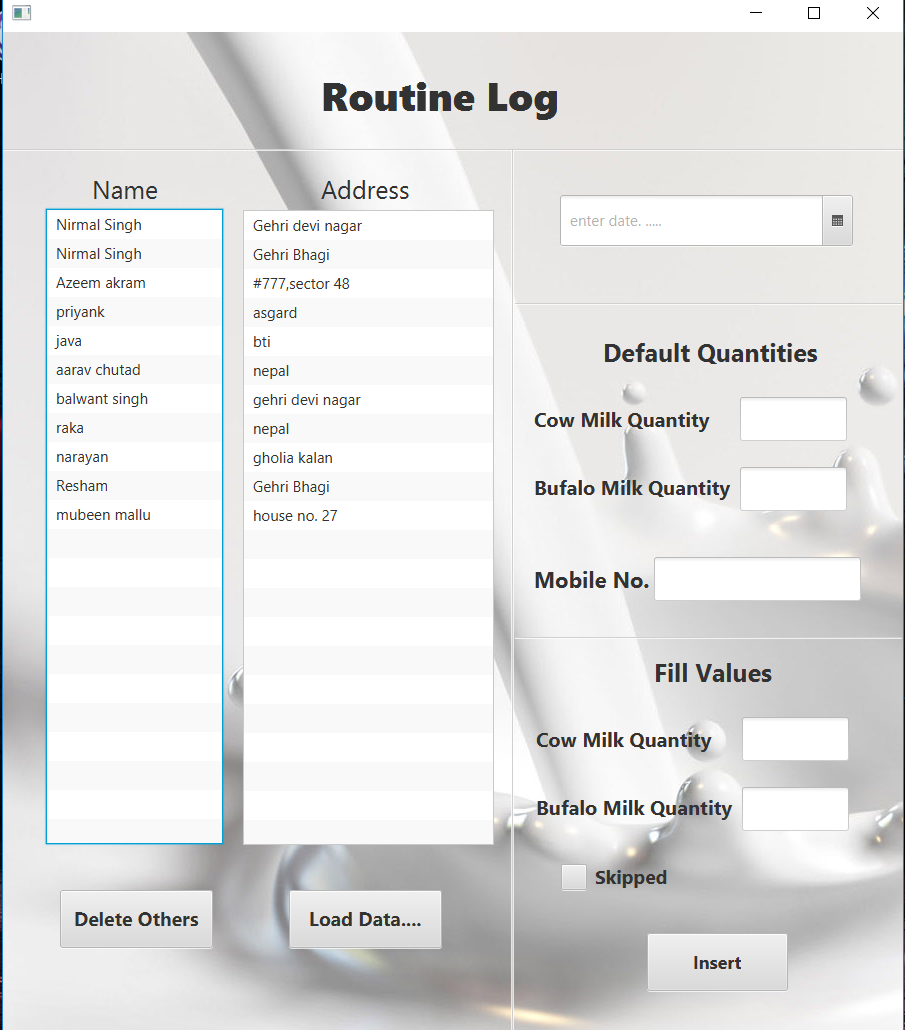 Routine Log
Name
Nirmal Singh
Nirmal Singh
Azeem akram
priyank
java
aarav chutad
balwant singh
raka
narayan
Resham
mubeen mallu
Delete Others
Address
Gehri devi nagar
Gehri Bhagi
#777,sector 48
asgard
bti
nepal
gehri devi nagar
nepal
gholia kalan
Gehri Bhagi
house no. 27
Load Data....
enter date. .....
Default Quantities
Cow Milk Quantity
Bufalo Milk Quantity
Mobile No.
Fill Values
Cow Milk Quantity
Bufalo Milk Quantity
Skipped
Insert